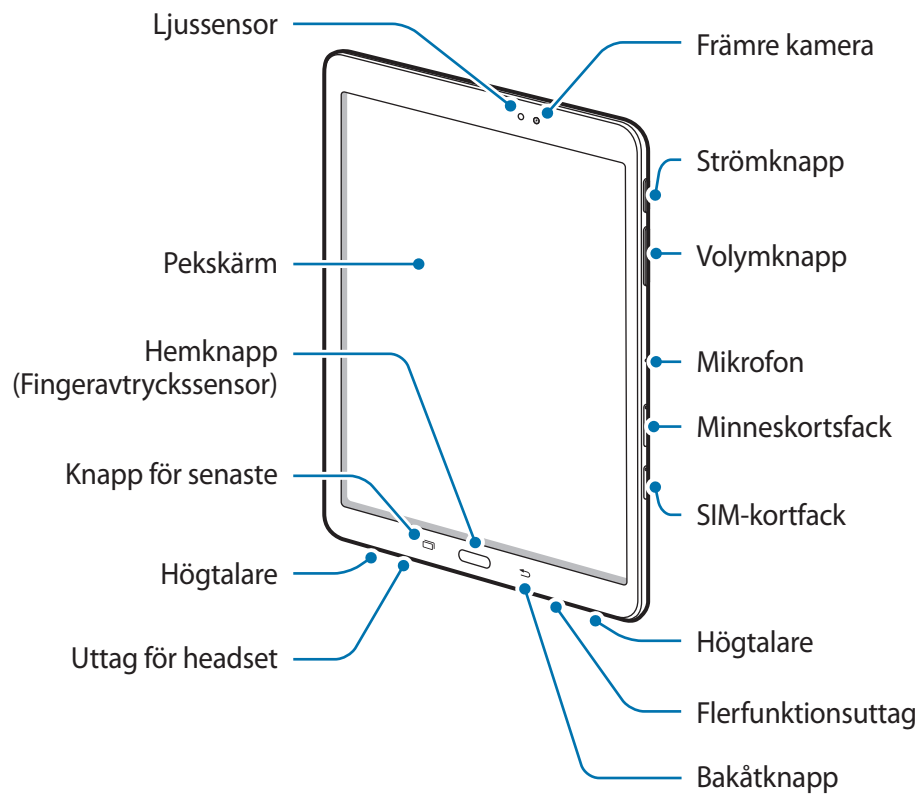 Ljussensor
Främre kamera
Strömknapp
Pekskärm
Volymknapp
Hemknapp
(Fingeravtryckssensor)
Mikrofon
Minneskortsfack
Knapp för senaste
SIM-kortfack
Högtalare
Högtalare
Uttag för headset
Flerfunktionsuttag
Bakåtknapp